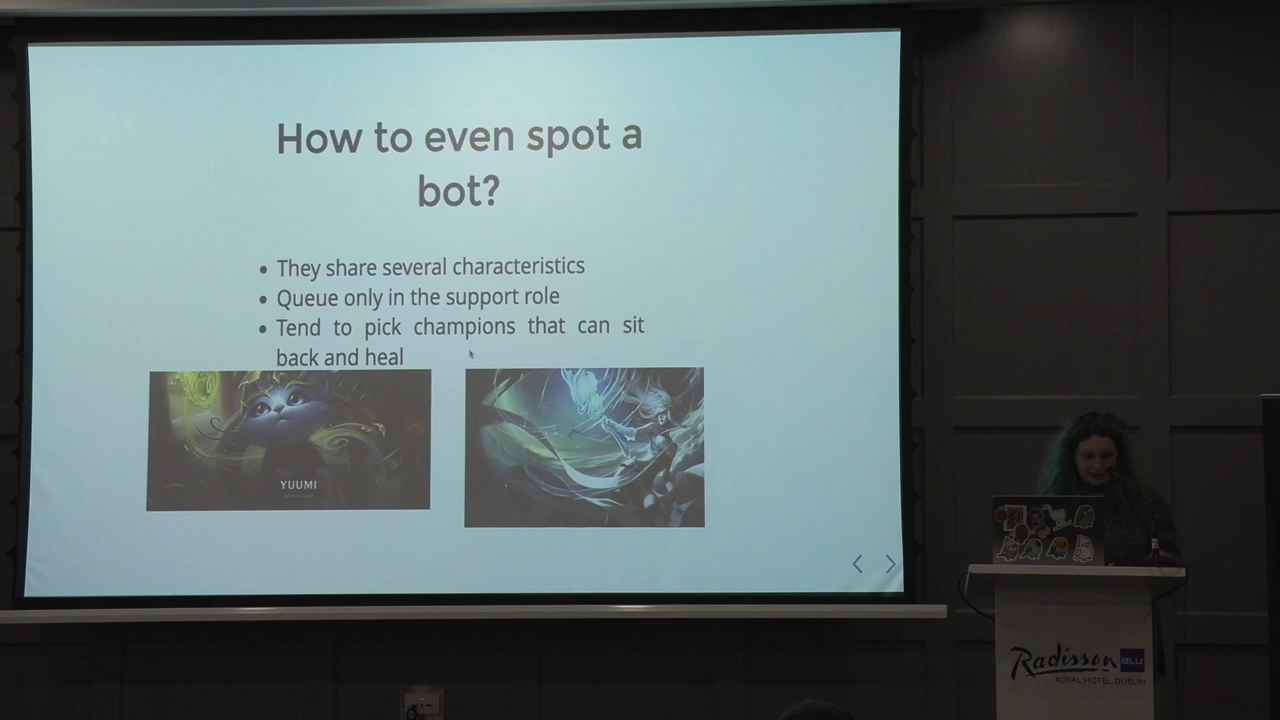 How to even spot a
bot?
• They share several characteristics
• Queue only in the support role
• Tend to pick champions that can sit
back and heal
YUUMI
Radisson BLU
ROYAL HOTEL, DUBLIN